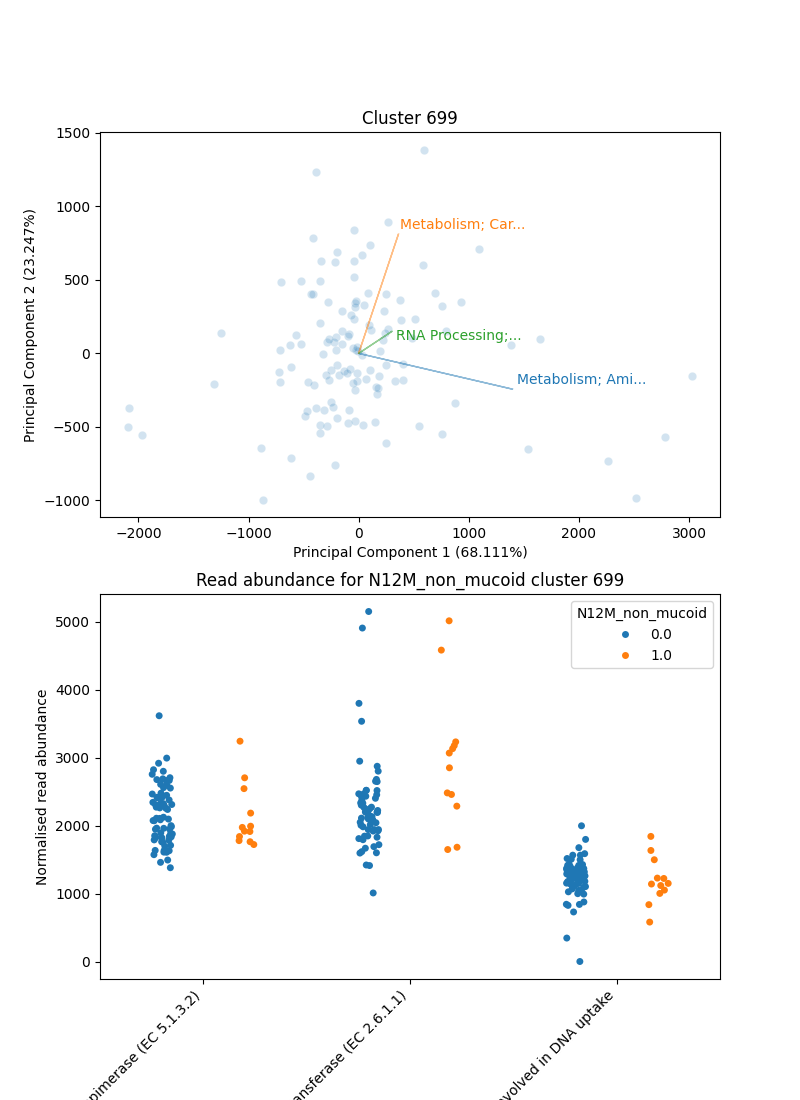 Cluster 699
1500
1000
500
0
−500
−1000
Principal Component 2 (23.247%)
Metabolism; Car...
RNA Processing;...
Metabolism; Ami...
−2000
−1000
0
1000
2000
3000
Principal Component 1 (68.111%)
Read abundance for N12M_non_mucoid cluster 699
5000
4000
3000
2000
1000
0
Normalised read abundance
N12M_non_mucoid
0.0
1.0
(EC 5.1.3.2)
(EC 2.6.1.1)
in DNA uptake